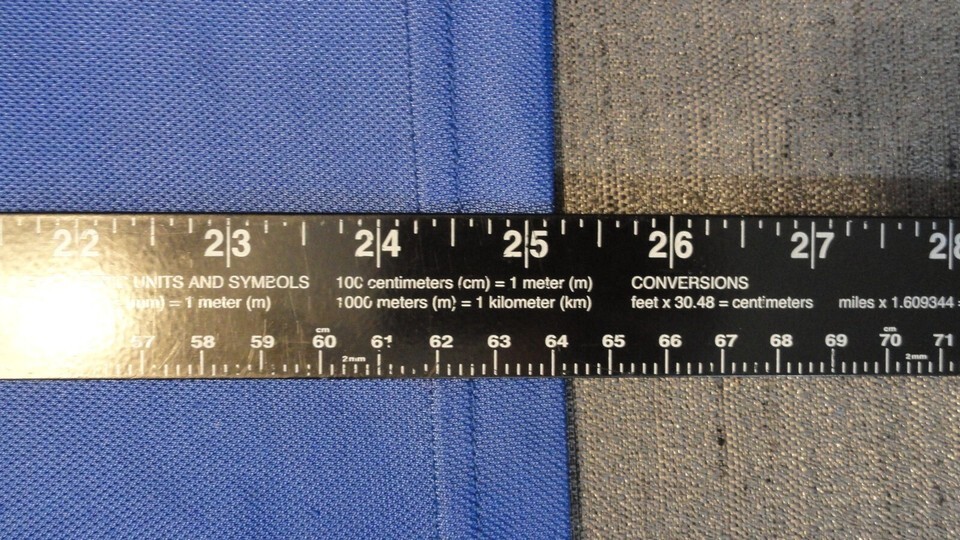 22 23 24 25 26 27 28
UNITS AND SYMBOLS 100 centimeters (cm) = 1 meter (m) CONVERSIONS
= 1 meter (m) 1000 meters (m) = 1 kilometer (km) feet x 30.48 = centimeters miles x 1.609344 =
cm cm
57 58 59 60 61 62 63 64 65 66 67 68 69 70 71
2mm 2mm